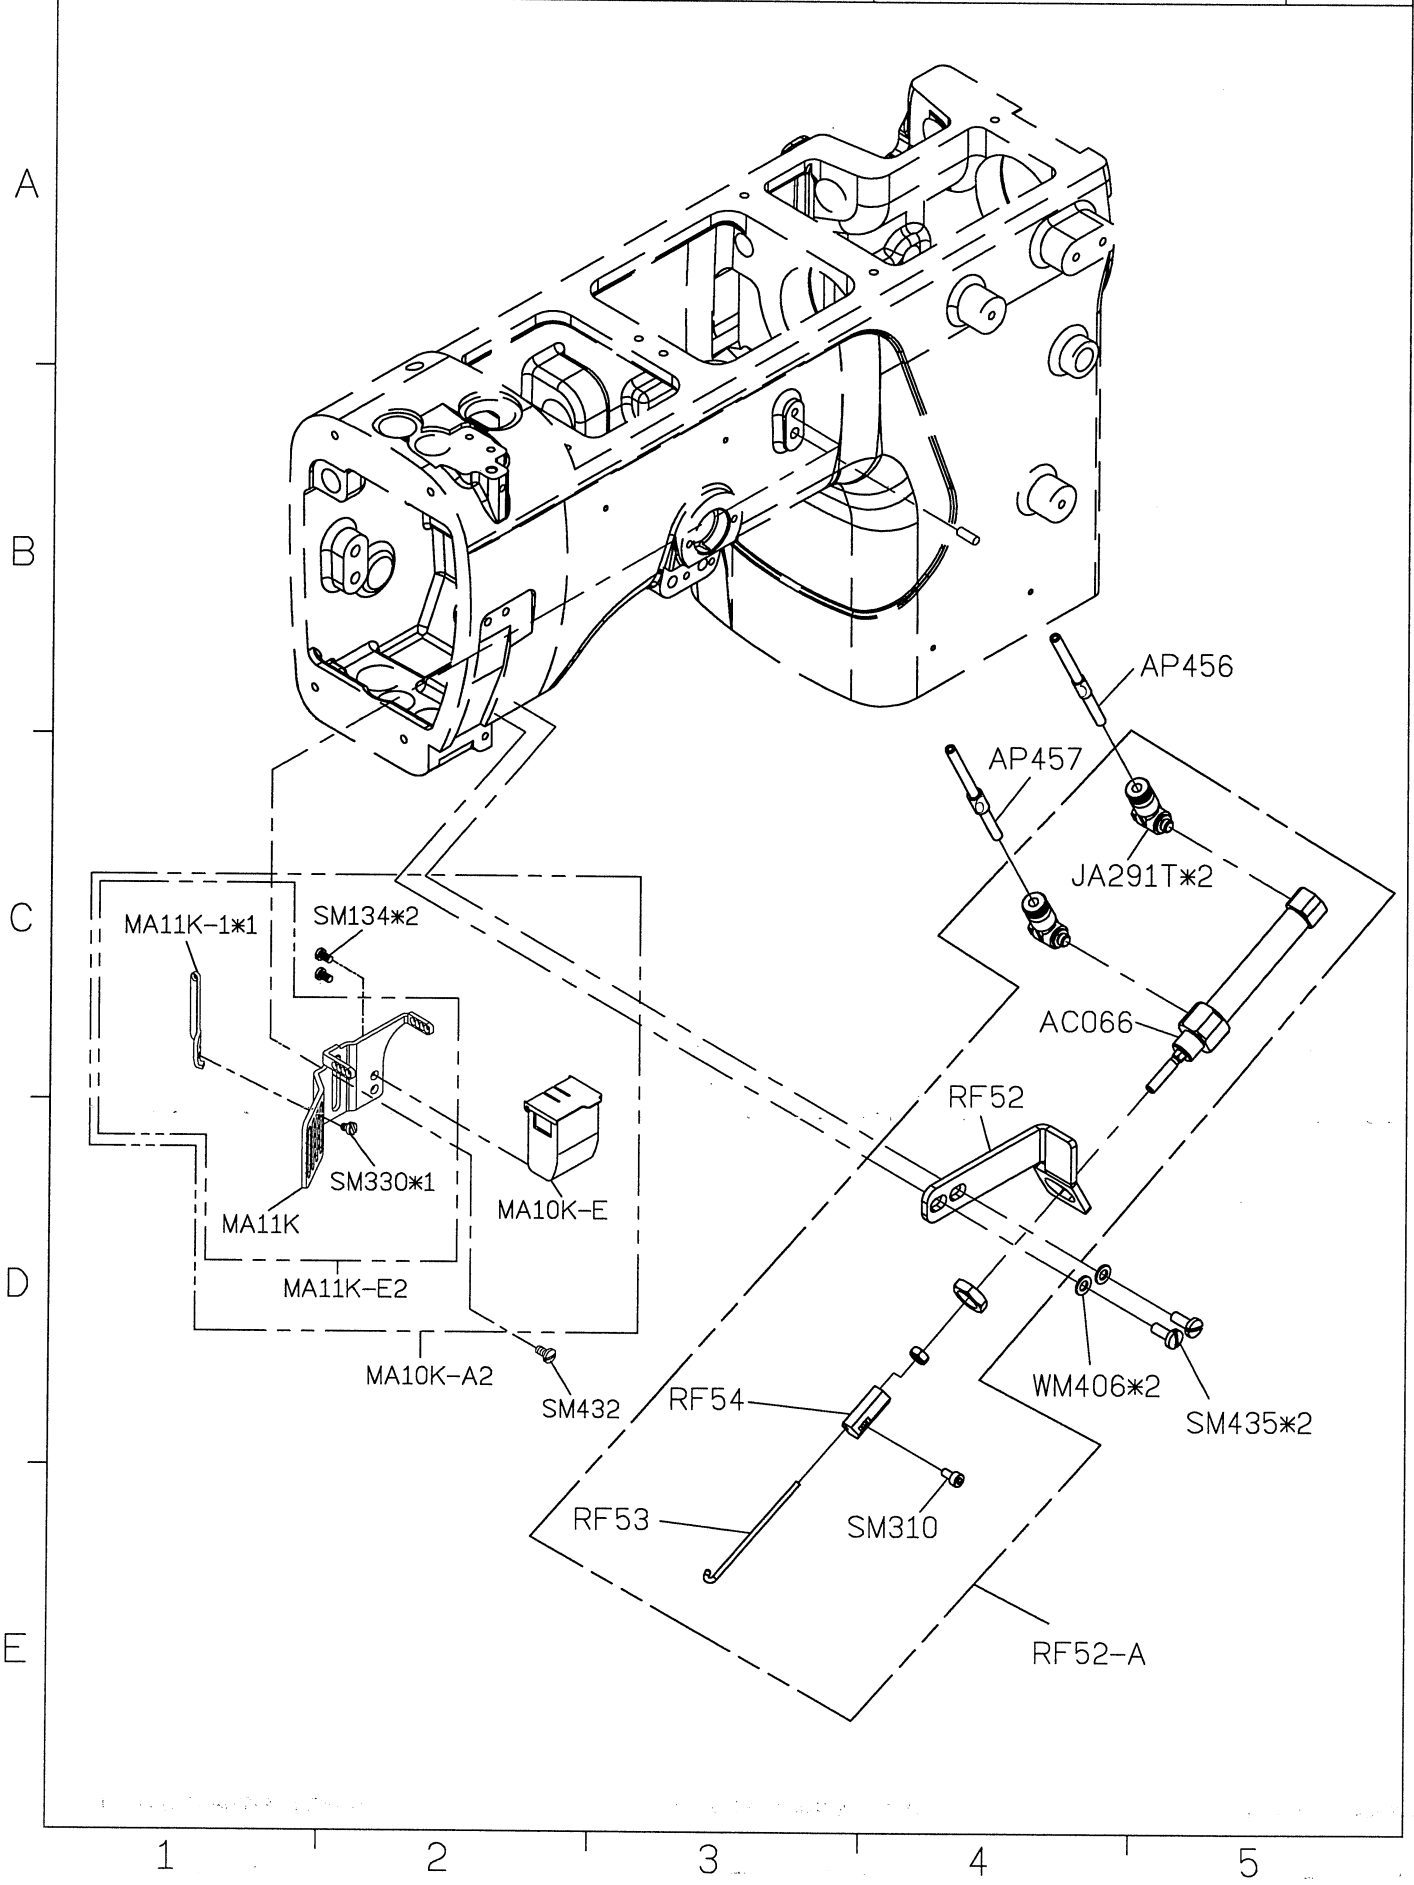 A
B
AP456
AP457
JA291T*2
C
MA11K-1*1
SM134*2
AC066
RF52
SM330*1
MA10K-E
MA11K
D
MA11K-E2
MA10K-A2
SM432
RF54
WM406*2
SM435*2
RF53
SM310
E
RF52-A
1
2
3
4
5